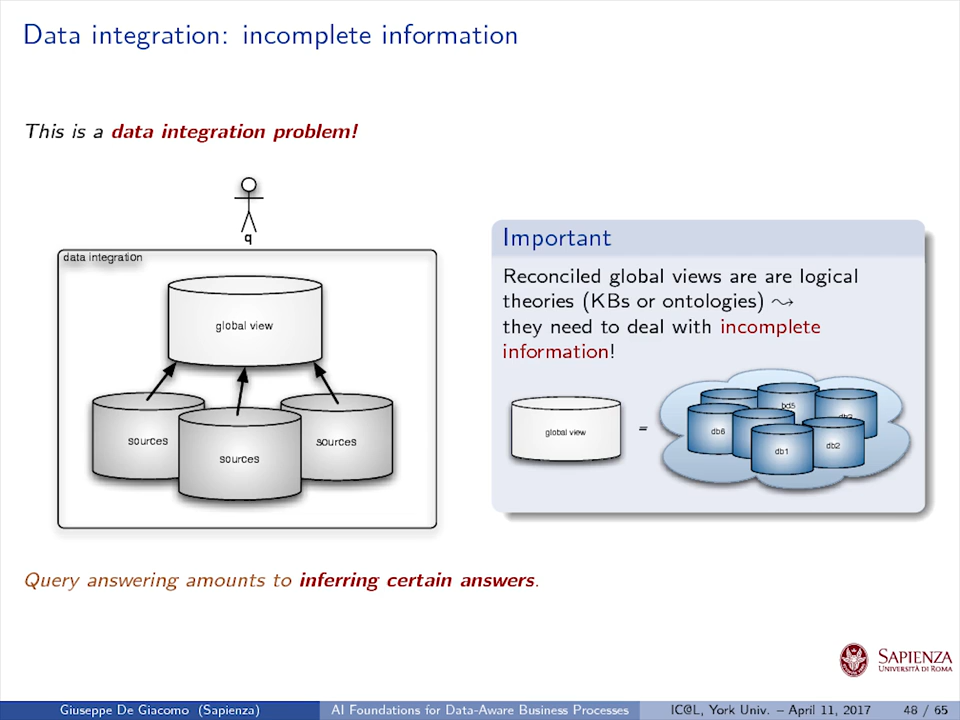 Data integration: incomplete information
This is a data integration problem!
q
data integration
global view
sources
sources
sources
Important
Reconciled global views are are logical
theories (KBs or ontologies) ⤳
they need to deal with incomplete
information!
global view
=
bd5
db6
db1
db2
Query answering amounts to inferring certain answers.
SAPIENZA
UNIVERSITÀ DI ROMA
Giuseppe De Giacomo (Sapienza)
AI Foundations for Data-Aware Business Processes
IC@L, York Univ. – April 11, 2017
48 / 65